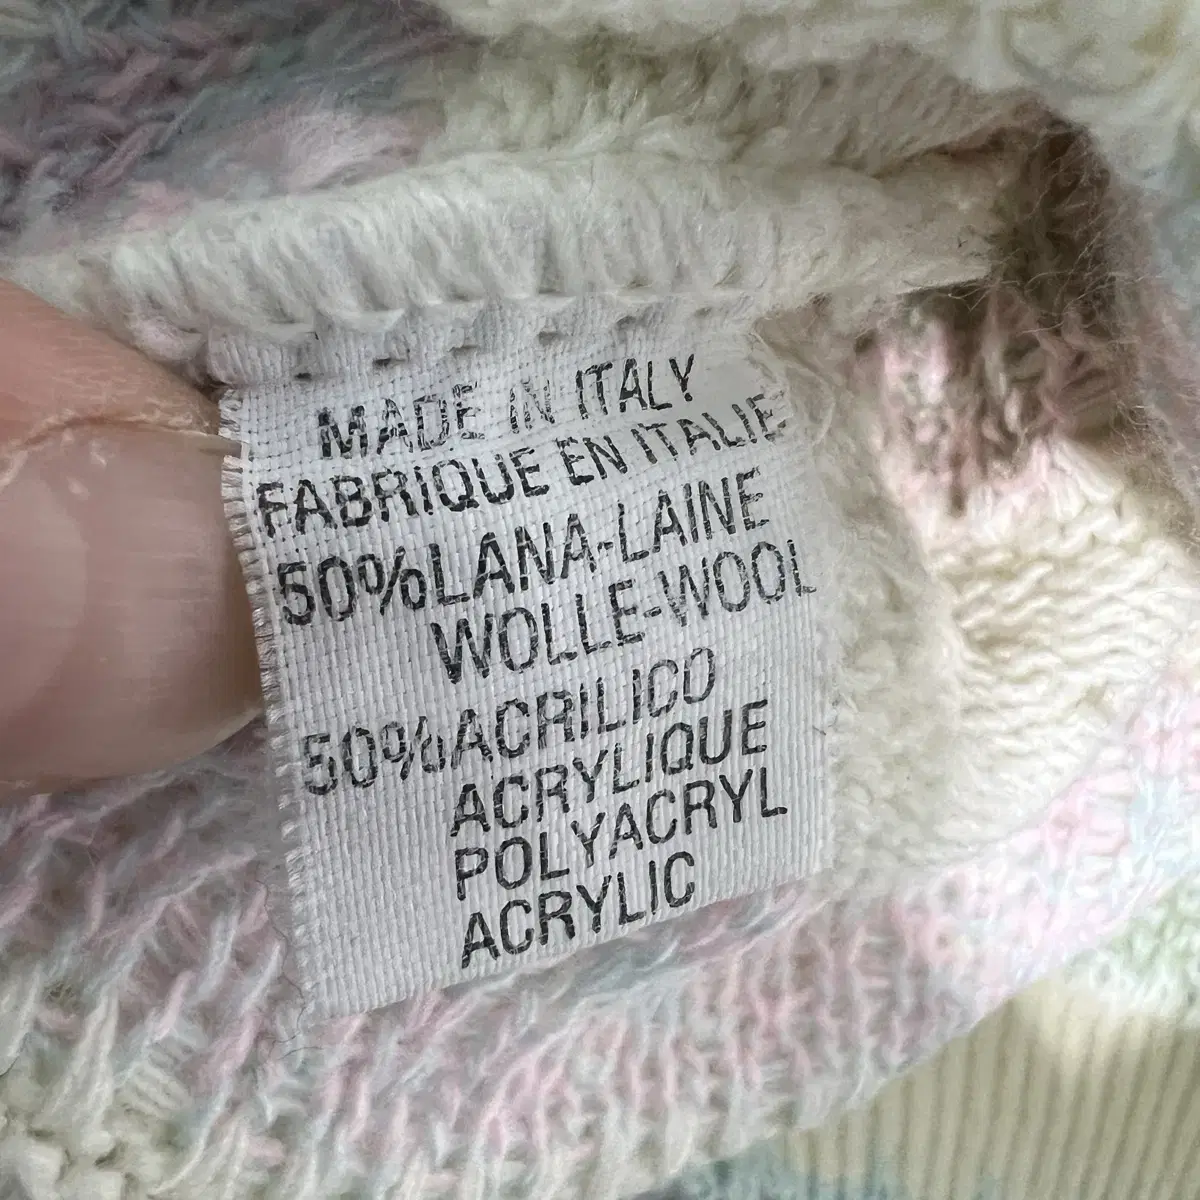 MADE IN ITALY
FABRIQUE EN ITALIE
50%LANA-LAINE
WOLLE-WOOL
50%ACRILICO
ACRYLIQUE
POLYACRYL
ACRYLIC